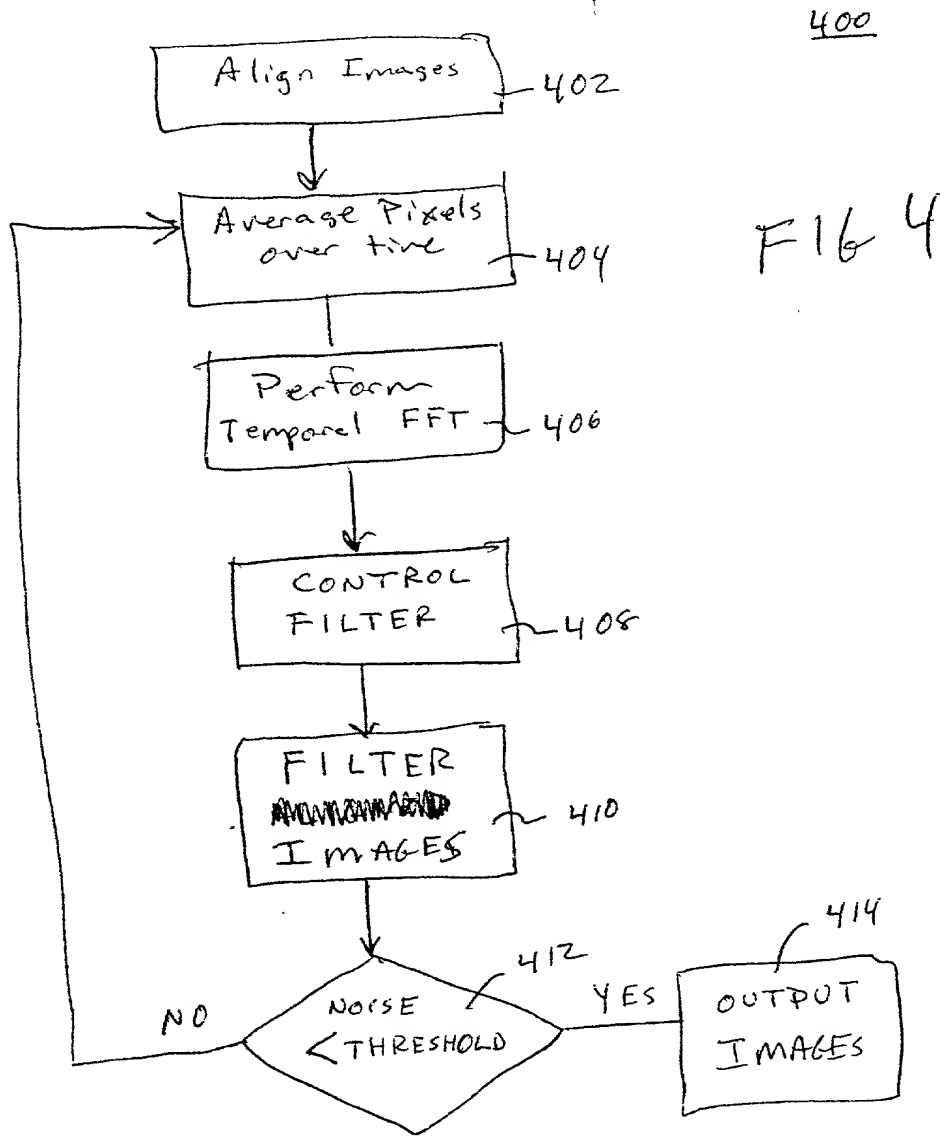 400
Align Images
402
Average Pixels
over time
404
FIG 4
Perform
Temporal FFT
406
CONTROL
FILTER
408
FILTER
IMAGES
410
412
NOISE
< THRESHOLD
NO
YES
414
OUTPUT
IMAGES